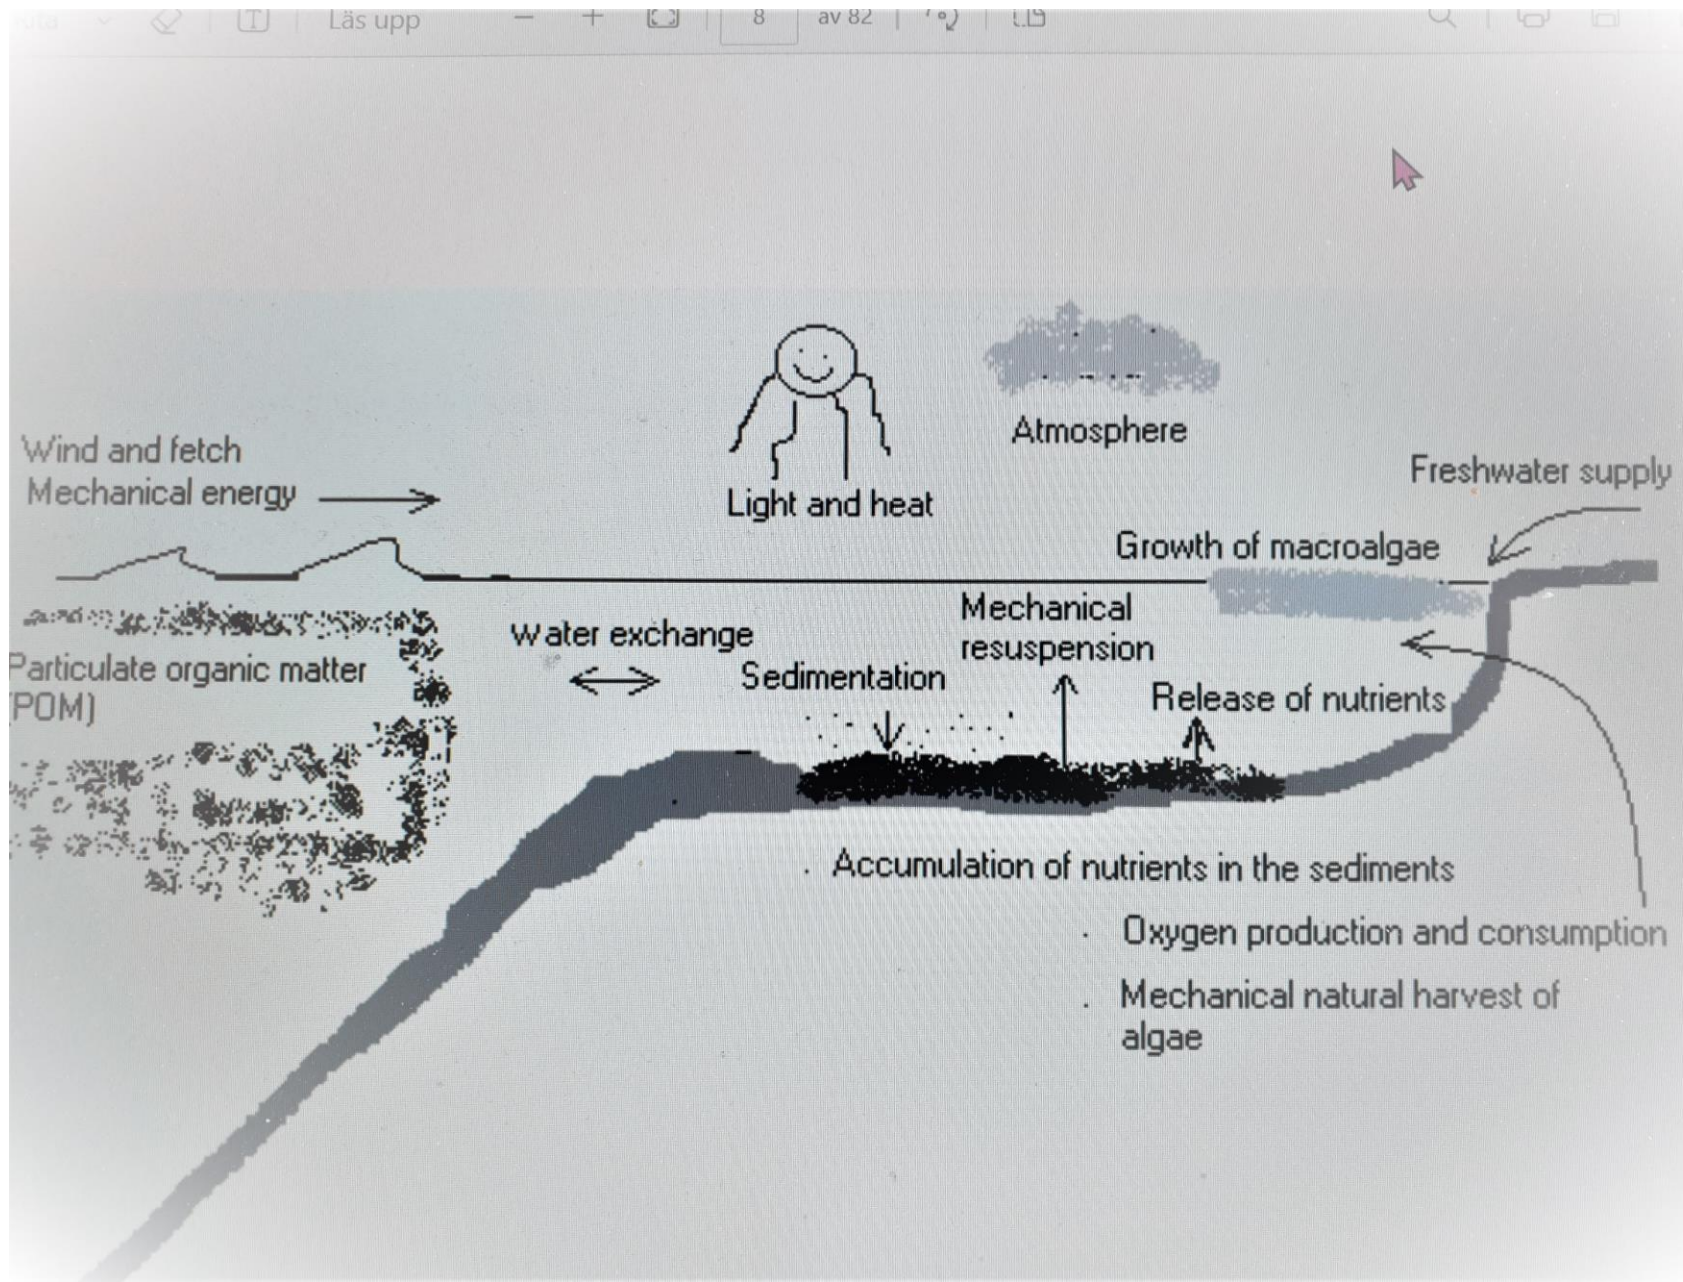 Läs upp
8
av 82
Wind and fetch
Mechanical energy
Light and heat
Atmosphere
Freshwater supply
Growth of macroalgae
Mechanical
resuspension
Water exchange
Sedimentation
Release of nutrients
Particulate organic matter
(POM)
Accumulation of nutrients in the sediments
Oxygen production and consumption
Mechanical natural harvest of
algae